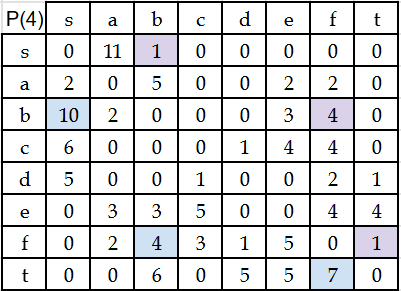 P(4) s a b c d e f t
s 0 11 1 0 0 0 0 0
a 2 0 5 0 0 2 2 0
b 10 2 0 0 0 3 4 0
c 6 0 0 0 1 4 4 0
d 5 0 0 1 0 0 2 1
e 0 3 3 5 0 0 4 4
f 0 2 4 3 1 5 0 1
t 0 0 6 0 5 5 7 0